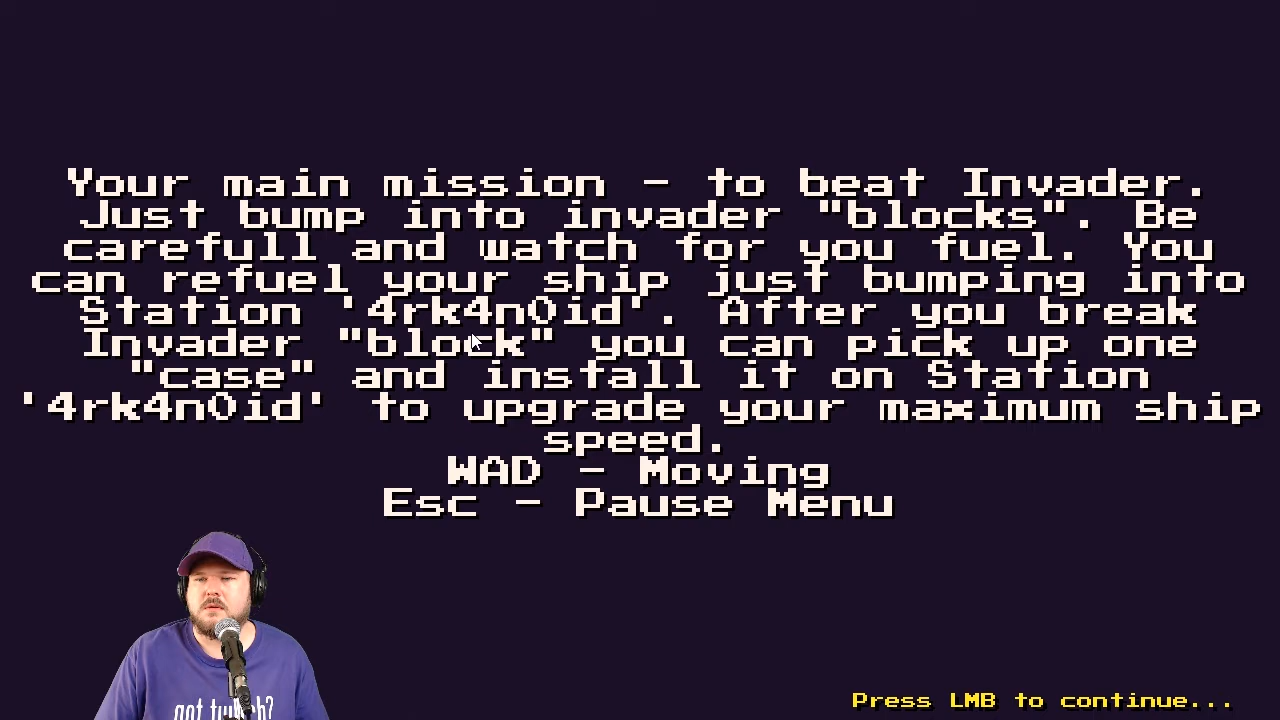 Your main mission - to beat Invader.
Just bump into invader "blocks". Be
carefull and watch for you fuel. You
can refuel your ship just bumping into
Station '4rk4n0id'. After you break
Invader "block" you can pick up one
"case" and install it on Station
'4rk4n0id' to upgrade your maximum ship
speed.
WAD - Moving
Esc - Pause Menu
got twitch?
Press LMB to continue...